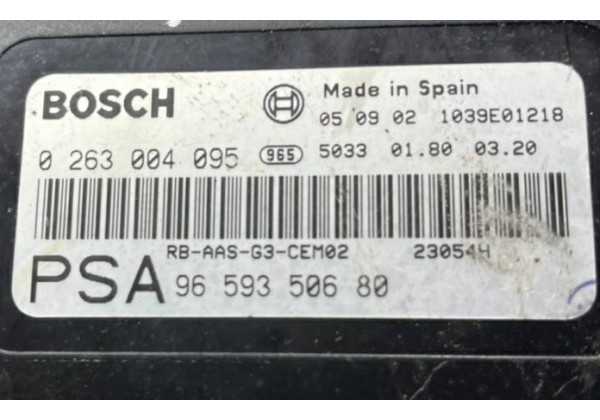 BOSCH Made in Spain
05 09 02 1039E01218
0 263 004 095 965 5033 01.80 03.20
RB-AAS-G3-CEM02 23054H
PSA 96 593 506 80